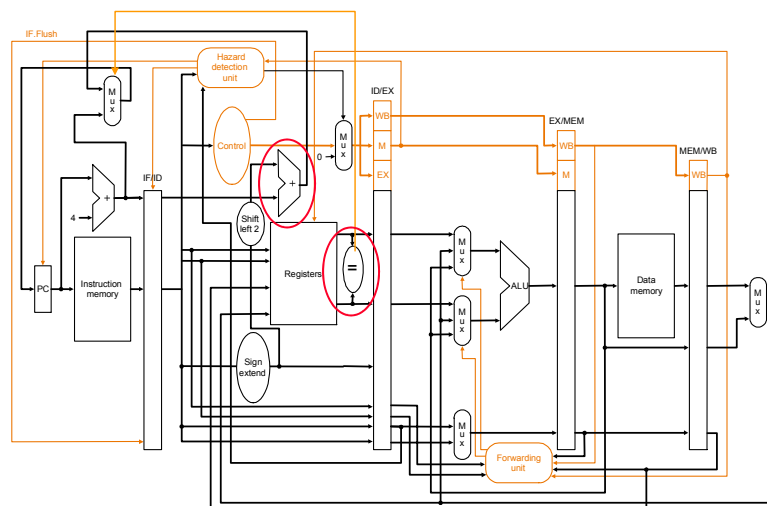 IF.Flush
Hazard
detection
unit
M
u
x
ID/EX
WB
M
EX
Control
M
u
x
0
EX/MEM
WB
M
MEM/WB
WB
IF/ID
+
4
+
Shift
left 2
PC
Instruction
memory
Registers
=
M
u
x
ALU
M
u
x
Data
memory
M
u
x
Sign
extend
M
u
x
Forwarding
unit